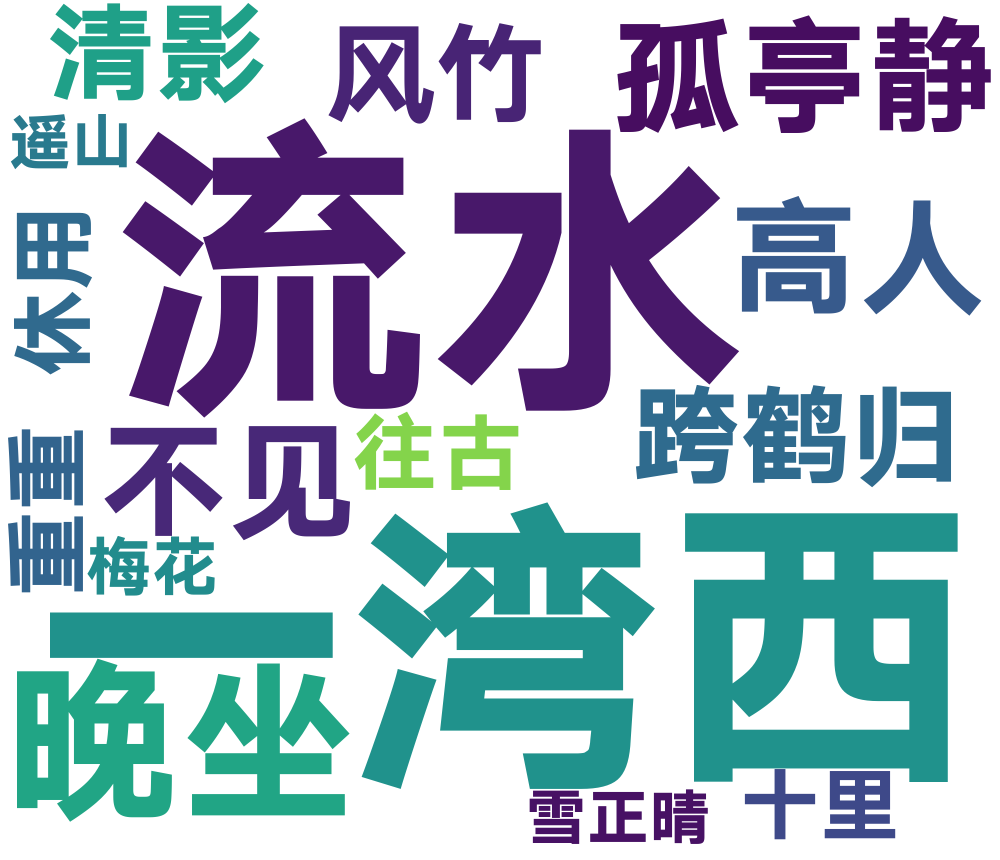 清影
风竹
孤亭静
遥山
流水
高人
休用
跨鹤归
不见
往古
重重
梅花
一湾西
晚坐
雪正晴
十里